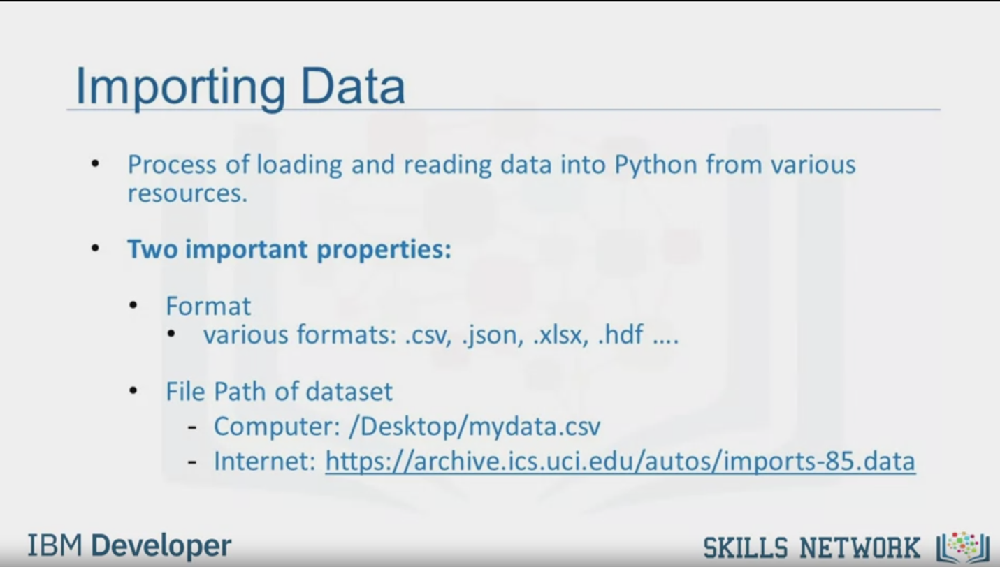 Importing Data
• Process of loading and reading data into Python from various
resources.
• Two important properties:
• Format
• various formats: .csv, .json, .xlsx, .hdf ....
• File Path of dataset
- Computer: /Desktop/mydata.csv
- Internet: https://archive.ics.uci.edu/autos/imports-85.data
IBM Developer
SKILLS NETWORK